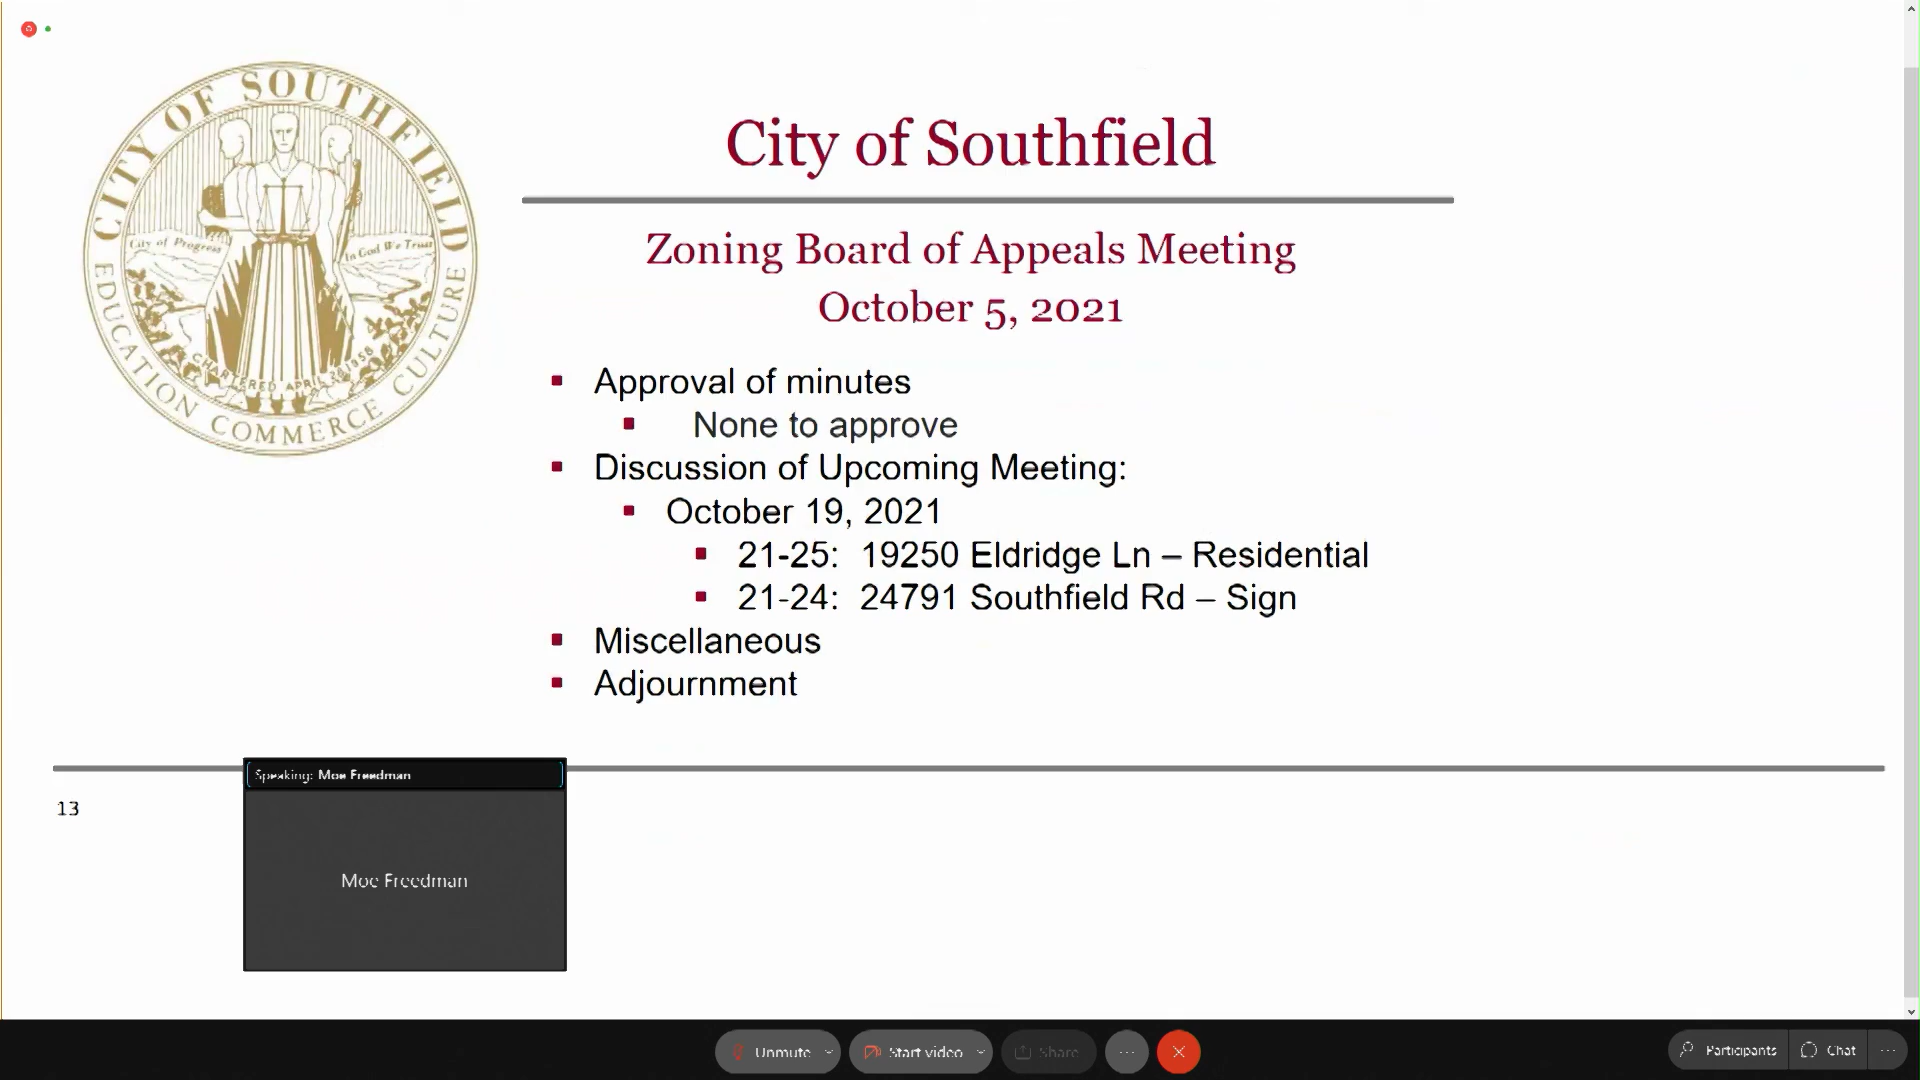 CITY OF SOUTHFIELD
City of Progress
In God We Trust
CHARTERED APRIL 28 1958
EDUCATION COMMERCE CULTURE
City of Southfield
Zoning Board of Appeals Meeting
October 5, 2021
Approval of minutes
None to approve
Discussion of Upcoming Meeting:
October 19, 2021
21-25: 19250 Eldridge Ln – Residential
21-24: 24791 Southfield Rd – Sign
Miscellaneous
Adjournment
Speaking: Moe Freedman
13
Moe Freedman
Unmute
Start video
Share
Participants
Chat